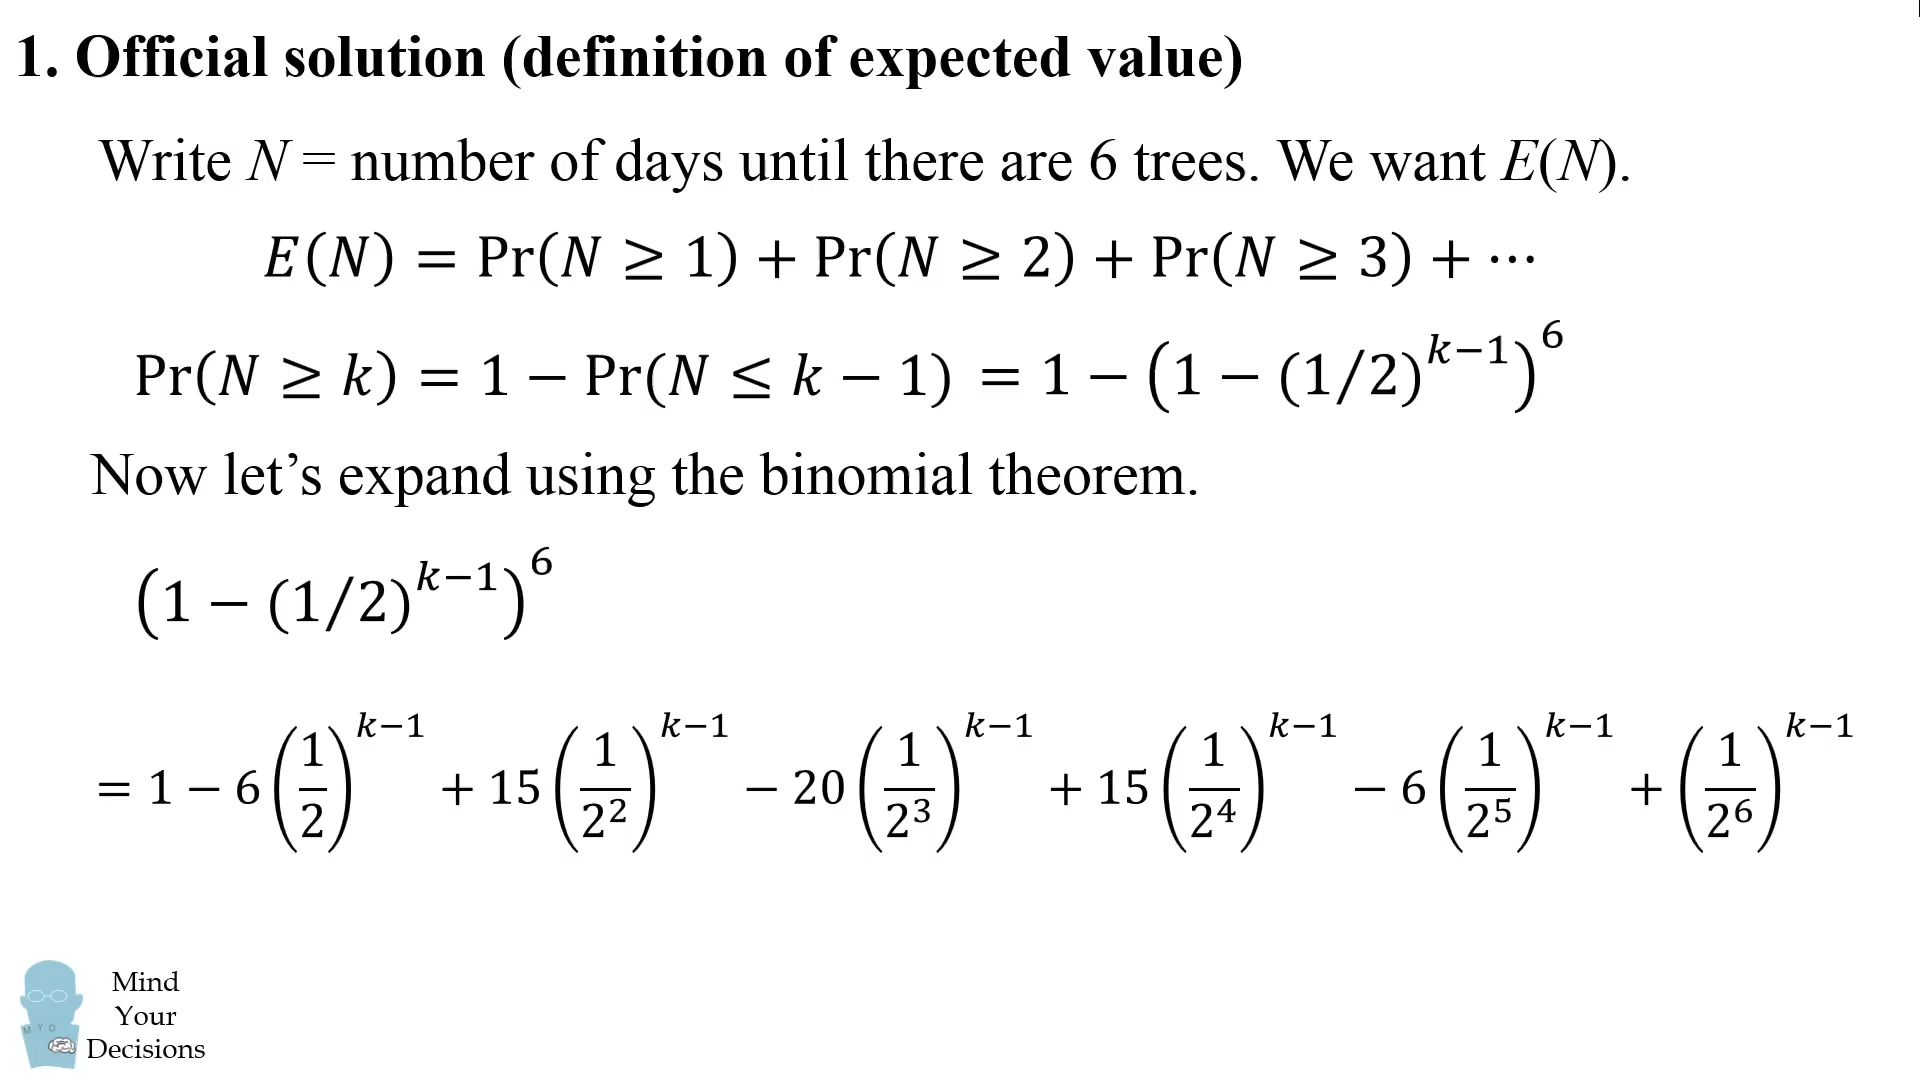 1. Official solution (definition of expected value)
Write N = number of days until there are 6 trees. We want E(N).
E(N) = Pr(N ≥ 1) + Pr(N ≥ 2) + Pr(N ≥ 3) + ⋯
Pr(N ≥ k) = 1 − Pr(N ≤ k − 1) = 1 − (1 − (1/2)^{k−1})^6
Now let’s expand using the binomial theorem.
(1 − (1/2)^{k−1})^6
= 1 − 6(1/2)^{k−1} + 15(1/2^2)^{k−1} − 20(1/2^3)^{k−1} + 15(1/2^4)^{k−1} − 6(1/2^5)^{k−1} + (1/2^6)^{k−1}
M Y D
Mind
Your
Decisions